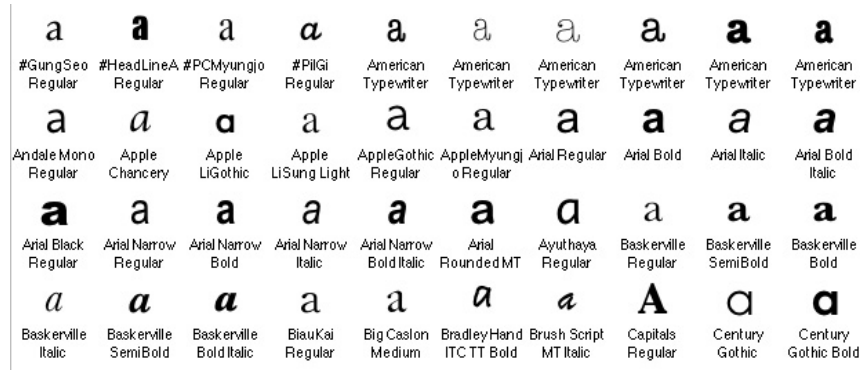 a a a a a a a a a a
#GungSeo Regular #HeadLineA Regular #PCMyungjo Regular #PilGi Regular American Typewriter American Typewriter American Typewriter American Typewriter American Typewriter American Typewriter
a a a a a a a a a a
Andale Mono Regular Apple Chancery Apple LiGothic Apple LiSung Light AppleGothic Regular AppleMyungjo Regular Arial Regular Arial Bold Arial Italic Arial Bold Italic
a a a a a a a a a a
Arial Black Regular Arial Narrow Regular Arial Narrow Bold Arial Narrow Italic Arial Narrow Bold Italic Arial Rounded MT Ayuthaya Regular Baskerville Regular Baskerville SemiBold Baskerville Bold
a a a a a a a A a a
Baskerville Italic Baskerville SemiBold Baskerville Bold Italic BiauKai Regular Big Caslon Medium Bradley Hand ITC TT Bold Brush Script MT Italic Capitals Regular Century Gothic Century Gothic Bold